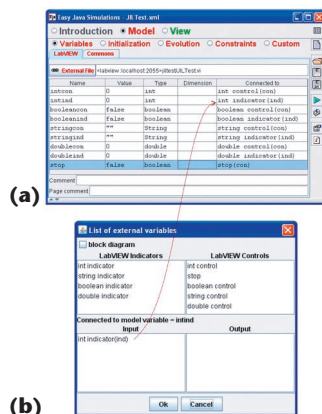 Easy Java Simulations - JILTest.xml
Introduction Model View
Variables Initialization Evolution Constraints Custom
LabVIEW Commons
External File
Name Value Type Dimension Connected to
intcon 0 int int control(con)
intind 0 int int indicator(ind)
booleancon false boolean boolean control(con)
booleanind false boolean boolean indicator(ind)
stringcon "" String string control(con)
stringind "" String string indicator(ind)
doublecon 0 double double control(con)
doubleind 0 double double indicator(ind)
stop false boolean stop(con)
Comment
Page comment
(a)
List of external variables
block diagram
LabVIEW Indicators LabVIEW Controls
int indicator int control
string indicator stop
boolean indicator boolean control
double indicator string control
double control
Connected to model variable = intind
Input Output
int indicator(ind)
Ok Cancel
(b)